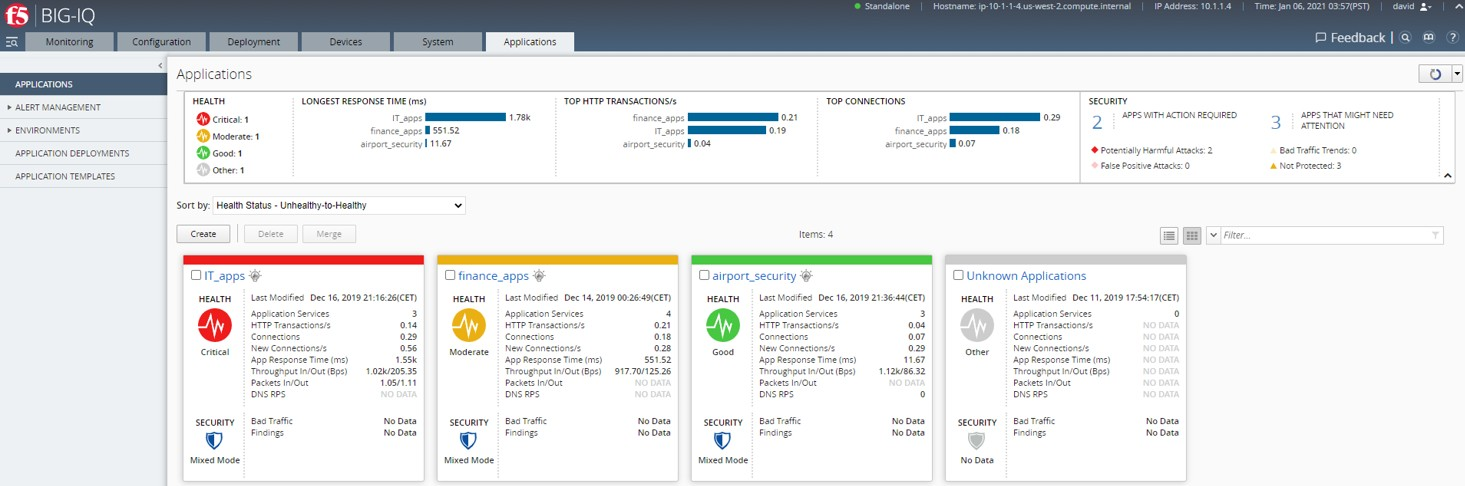 f5 BIG-IQ
Standalone Hostname: ip-10-1-1-4.us-west-2.compute.internal IP Address: 10.1.1.4 Time: Jan 06, 2021 03:57(PST) david
Monitoring Configuration Deployment Devices System Applications
Feedback ?
APPLICATIONS
ALERT MANAGEMENT
ENVIRONMENTS
APPLICATION DEPLOYMENTS
APPLICATION TEMPLATES
Applications
HEALTH
Critical: 1
Moderate: 1
Good: 1
Other: 1
LONGEST RESPONSE TIME (ms)
IT_apps 1.78k
finance_apps 551.52
airport_security 11.67
TOP HTTP TRANSACTIONS/s
finance_apps 0.21
IT_apps 0.19
airport_security 0.04
TOP CONNECTIONS
IT_apps 0.29
finance_apps 0.18
airport_security 0.07
SECURITY
2 APPS WITH ACTION REQUIRED
Potentially Harmful Attacks: 2
False Positive Attacks: 0
3 APPS THAT MIGHT NEED
ATTENTION
Bad Traffic Trends: 0
Not Protected: 3
Sort by: Health Status - Unhealthy-to-Healthy
Create Delete Merge
Items: 4
Filter...
IT_apps
HEALTH
Critical
Last Modified Dec 16, 2019 21:16:26(CET)
Application Services 3
HTTP Transactions/s 0.14
Connections 0.29
New Connections/s 0.56
App Response Time (ms) 1.55k
Throughput In/Out (Bps) 1.02k/205.35
Packets In/Out 1.05/1.11
DNS RPS NO DATA
SECURITY
Mixed Mode
Bad Traffic No Data
Findings No Data
finance_apps
HEALTH
Moderate
Last Modified Dec 14, 2019 00:26:49(CET)
Application Services 4
HTTP Transactions/s 0.21
Connections 0.18
New Connections/s 0.28
App Response Time (ms) 551.52
Throughput In/Out (Bps) 917.70/125.26
Packets In/Out NO DATA
DNS RPS NO DATA
SECURITY
Mixed Mode
Bad Traffic No Data
Findings No Data
airport_security
HEALTH
Good
Last Modified Dec 16, 2019 21:36:44(CET)
Application Services 3
HTTP Transactions/s 0.04
Connections 0.07
New Connections/s 0.29
App Response Time (ms) 11.67
Throughput In/Out (Bps) 1.12k/86.32
Packets In/Out NO DATA
DNS RPS 0
SECURITY
Mixed Mode
Bad Traffic No Data
Findings No Data
Unknown Applications
HEALTH
Other
Last Modified Dec 11, 2019 17:54:17(CET)
Application Services 0
HTTP Transactions/s NO DATA
Connections NO DATA
New Connections/s NO DATA
App Response Time (ms) NO DATA
Throughput In/Out (Bps) NO DATA
Packets In/Out NO DATA
DNS RPS NO DATA
SECURITY
No Data
Bad Traffic No Data
Findings No Data